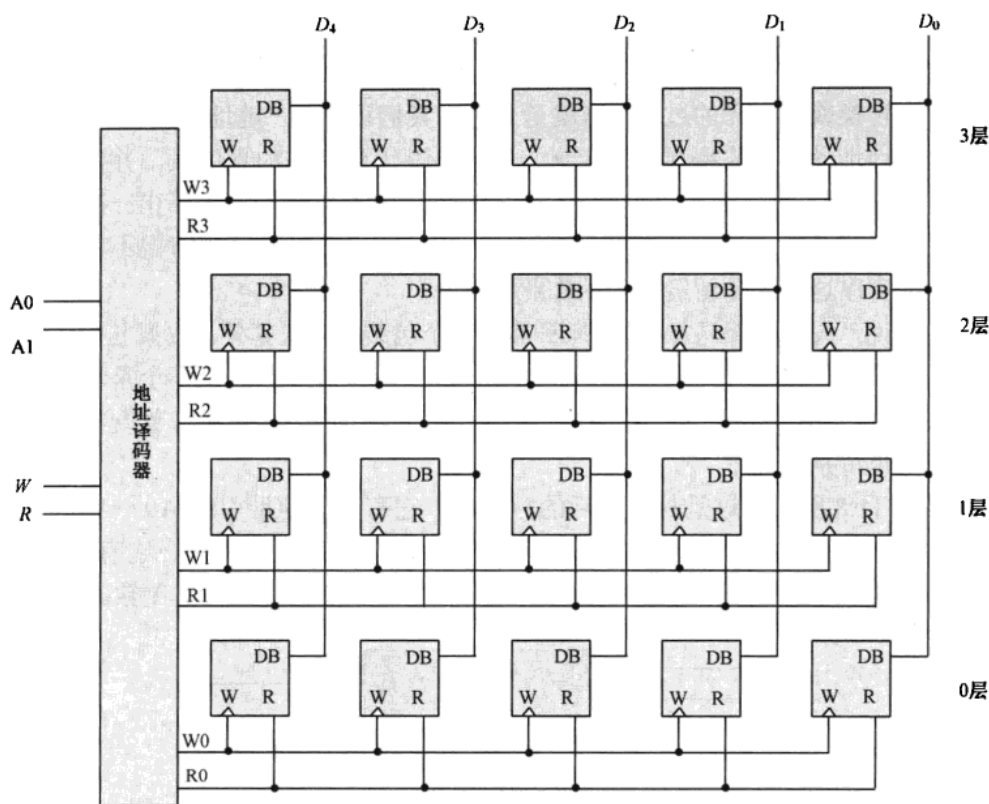 D4 D3 D2 D1 D0
DB DB DB DB DB
W R W R W R W R W R
3层
W3
R3
DB DB DB DB DB
W R W R W R W R W R
2层
A0
A1
W2
R2
地址译码器
DB DB DB DB DB
W R W R W R W R W R
1层
W
R
W1
R1
DB DB DB DB DB
W R W R W R W R W R
0层
W0
R0